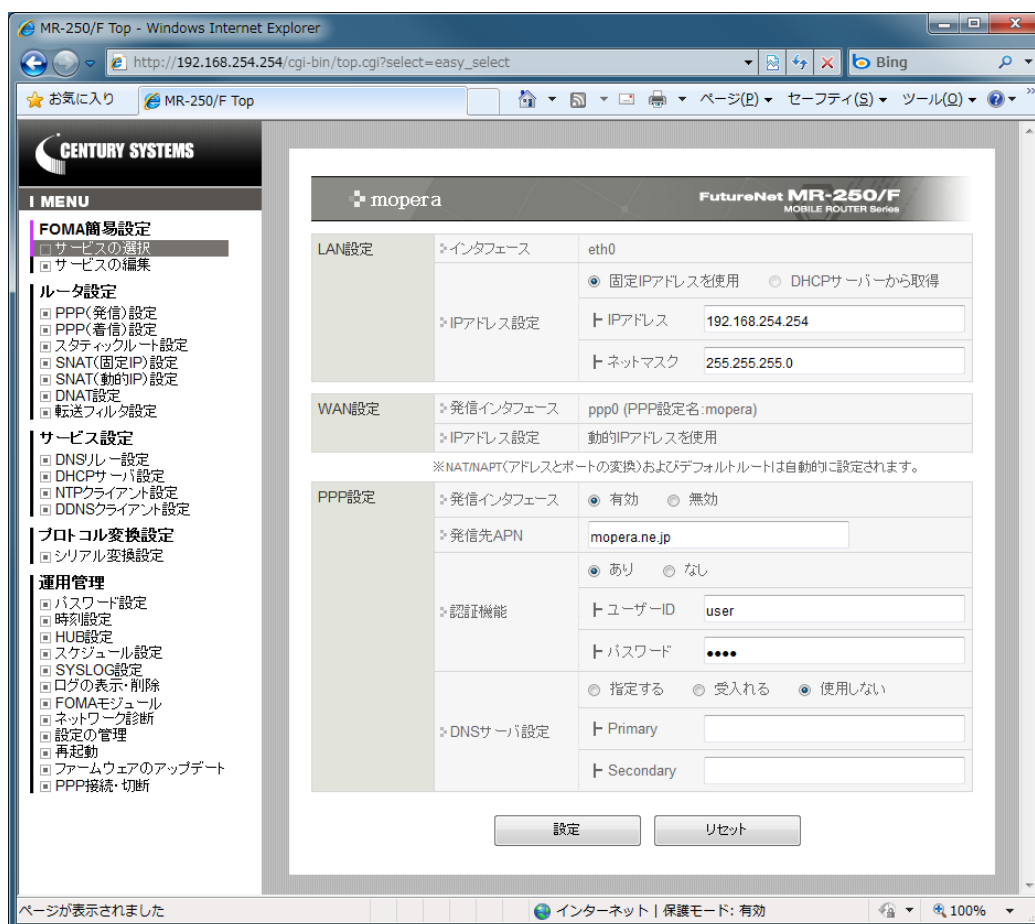 MR-250/F Top - Windows Internet Explorer
http://192.168.254.254/cgi-bin/top.cgi?select=easy_select
Bing
お気に入り
MR-250/F Top
ページ(P)
セーフティ(S)
ツール(O)
CENTURY SYSTEMS
MENU
FOMA簡易設定
サービスの選択
サービスの編集
ルータ設定
PPP(発信)設定
PPP(着信)設定
スタティックルート設定
SNAT(固定IP)設定
SNAT(動的IP)設定
DNAT設定
転送フィルタ設定
サービス設定
DNSリレー設定
DHCPサーバ設定
NTPクライアント設定
DDNSクライアント設定
プロトコル変換設定
シリアル変換設定
運用管理
パスワード設定
時刻設定
HUB設定
スケジュール設定
SYSLOG設定
ログの表示・削除
FOMAモジュール
ネットワーク診断
設定の管理
再起動
ファームウェアのアップデート
PPP接続・切断
mopera
FutureNet MR-250/F
MOBILE ROUTER Series
LAN設定
インタフェース
eth0
IPアドレス設定
固定IPアドレスを使用 DHCPサーバーから取得
IPアドレス
192.168.254.254
ネットマスク
255.255.255.0
WAN設定
発信インタフェース
ppp0 (PPP設定名:mopera)
IPアドレス設定
動的IPアドレスを使用
※NAT/NAPT(アドレスとポートの変換)およびデフォルトルートは自動的に設定されます。
PPP設定
発信インタフェース
有効 無効
発信先APN
mopera.ne.jp
認証機能
あり なし
ユーザーID
user
パスワード
••••
DNSサーバ設定
指定する 受入れる 使用しない
Primary
Secondary
設定
リセット
ページが表示されました
インターネット | 保護モード: 有効
100%